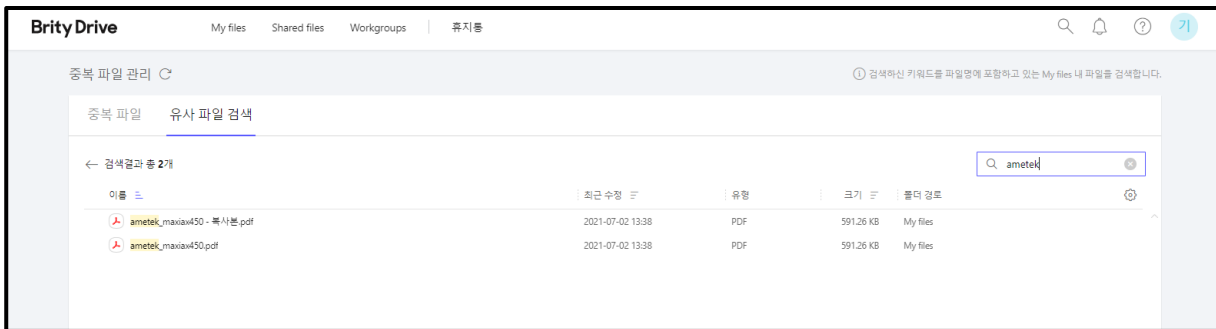 Brity Drive My files Shared files Workgroups 휴지통 기
중복 파일 관리 검색하신 키워드를 파일명에 포함하고 있는 My files 내 파일을 검색합니다.
중복 파일 유사 파일 검색
← 검색결과 총 2개 ametek
이름 최근 수정 유형 크기 폴더 경로
ametek_maxiax450 - 복사본.pdf 2021-07-02 13:38 PDF 591.26 KB My files
ametek_maxiax450.pdf 2021-07-02 13:38 PDF 591.26 KB My files